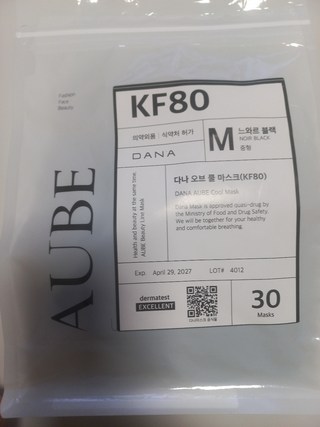 Fashion
Face
Beauty
AUBE
KF80
의약외품 식약처 허가
DANA
M
느와르 블랙
NOIR BLACK
중형
Health and beauty at the same time.
AUBE Beauty Line Mask
다나 오브 쿨 마스크(KF80)
DANA AUBE Cool Mask
Dana Mask is approved quasi-drug by
the Ministry of Food and Drug Safety.
We will be together for your healthy
and comfortable breathing.
Exp. April 29, 2027 LOT# 4012
dermatest
EXCELLENT
30
Masks